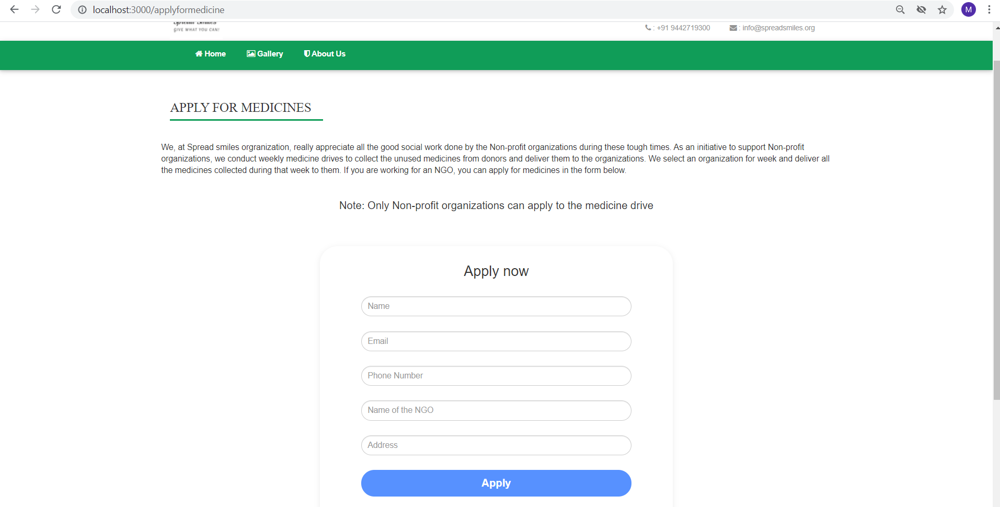 localhost:3000/applyformedicine
M
Spread Smiles
GIVE WHAT YOU CAN!
: +91 9442719300
: info@spreadsmiles.org
Home
Gallery
About Us
APPLY FOR MEDICINES
We, at Spread smiles orgranization, really appreciate all the good social work done by the Non-profit organizations during these tough times. As an initiative to support Non-profit
organizations, we conduct weekly medicine drives to collect the unused medicines from donors and deliver them to the organizations. We select an organization for week and deliver all
the medicines collected during that week to them. If you are working for an NGO, you can apply for medicines in the form below.
Note: Only Non-profit organizations can apply to the medicine drive
Apply now
Name
Email
Phone Number
Name of the NGO
Address
Apply